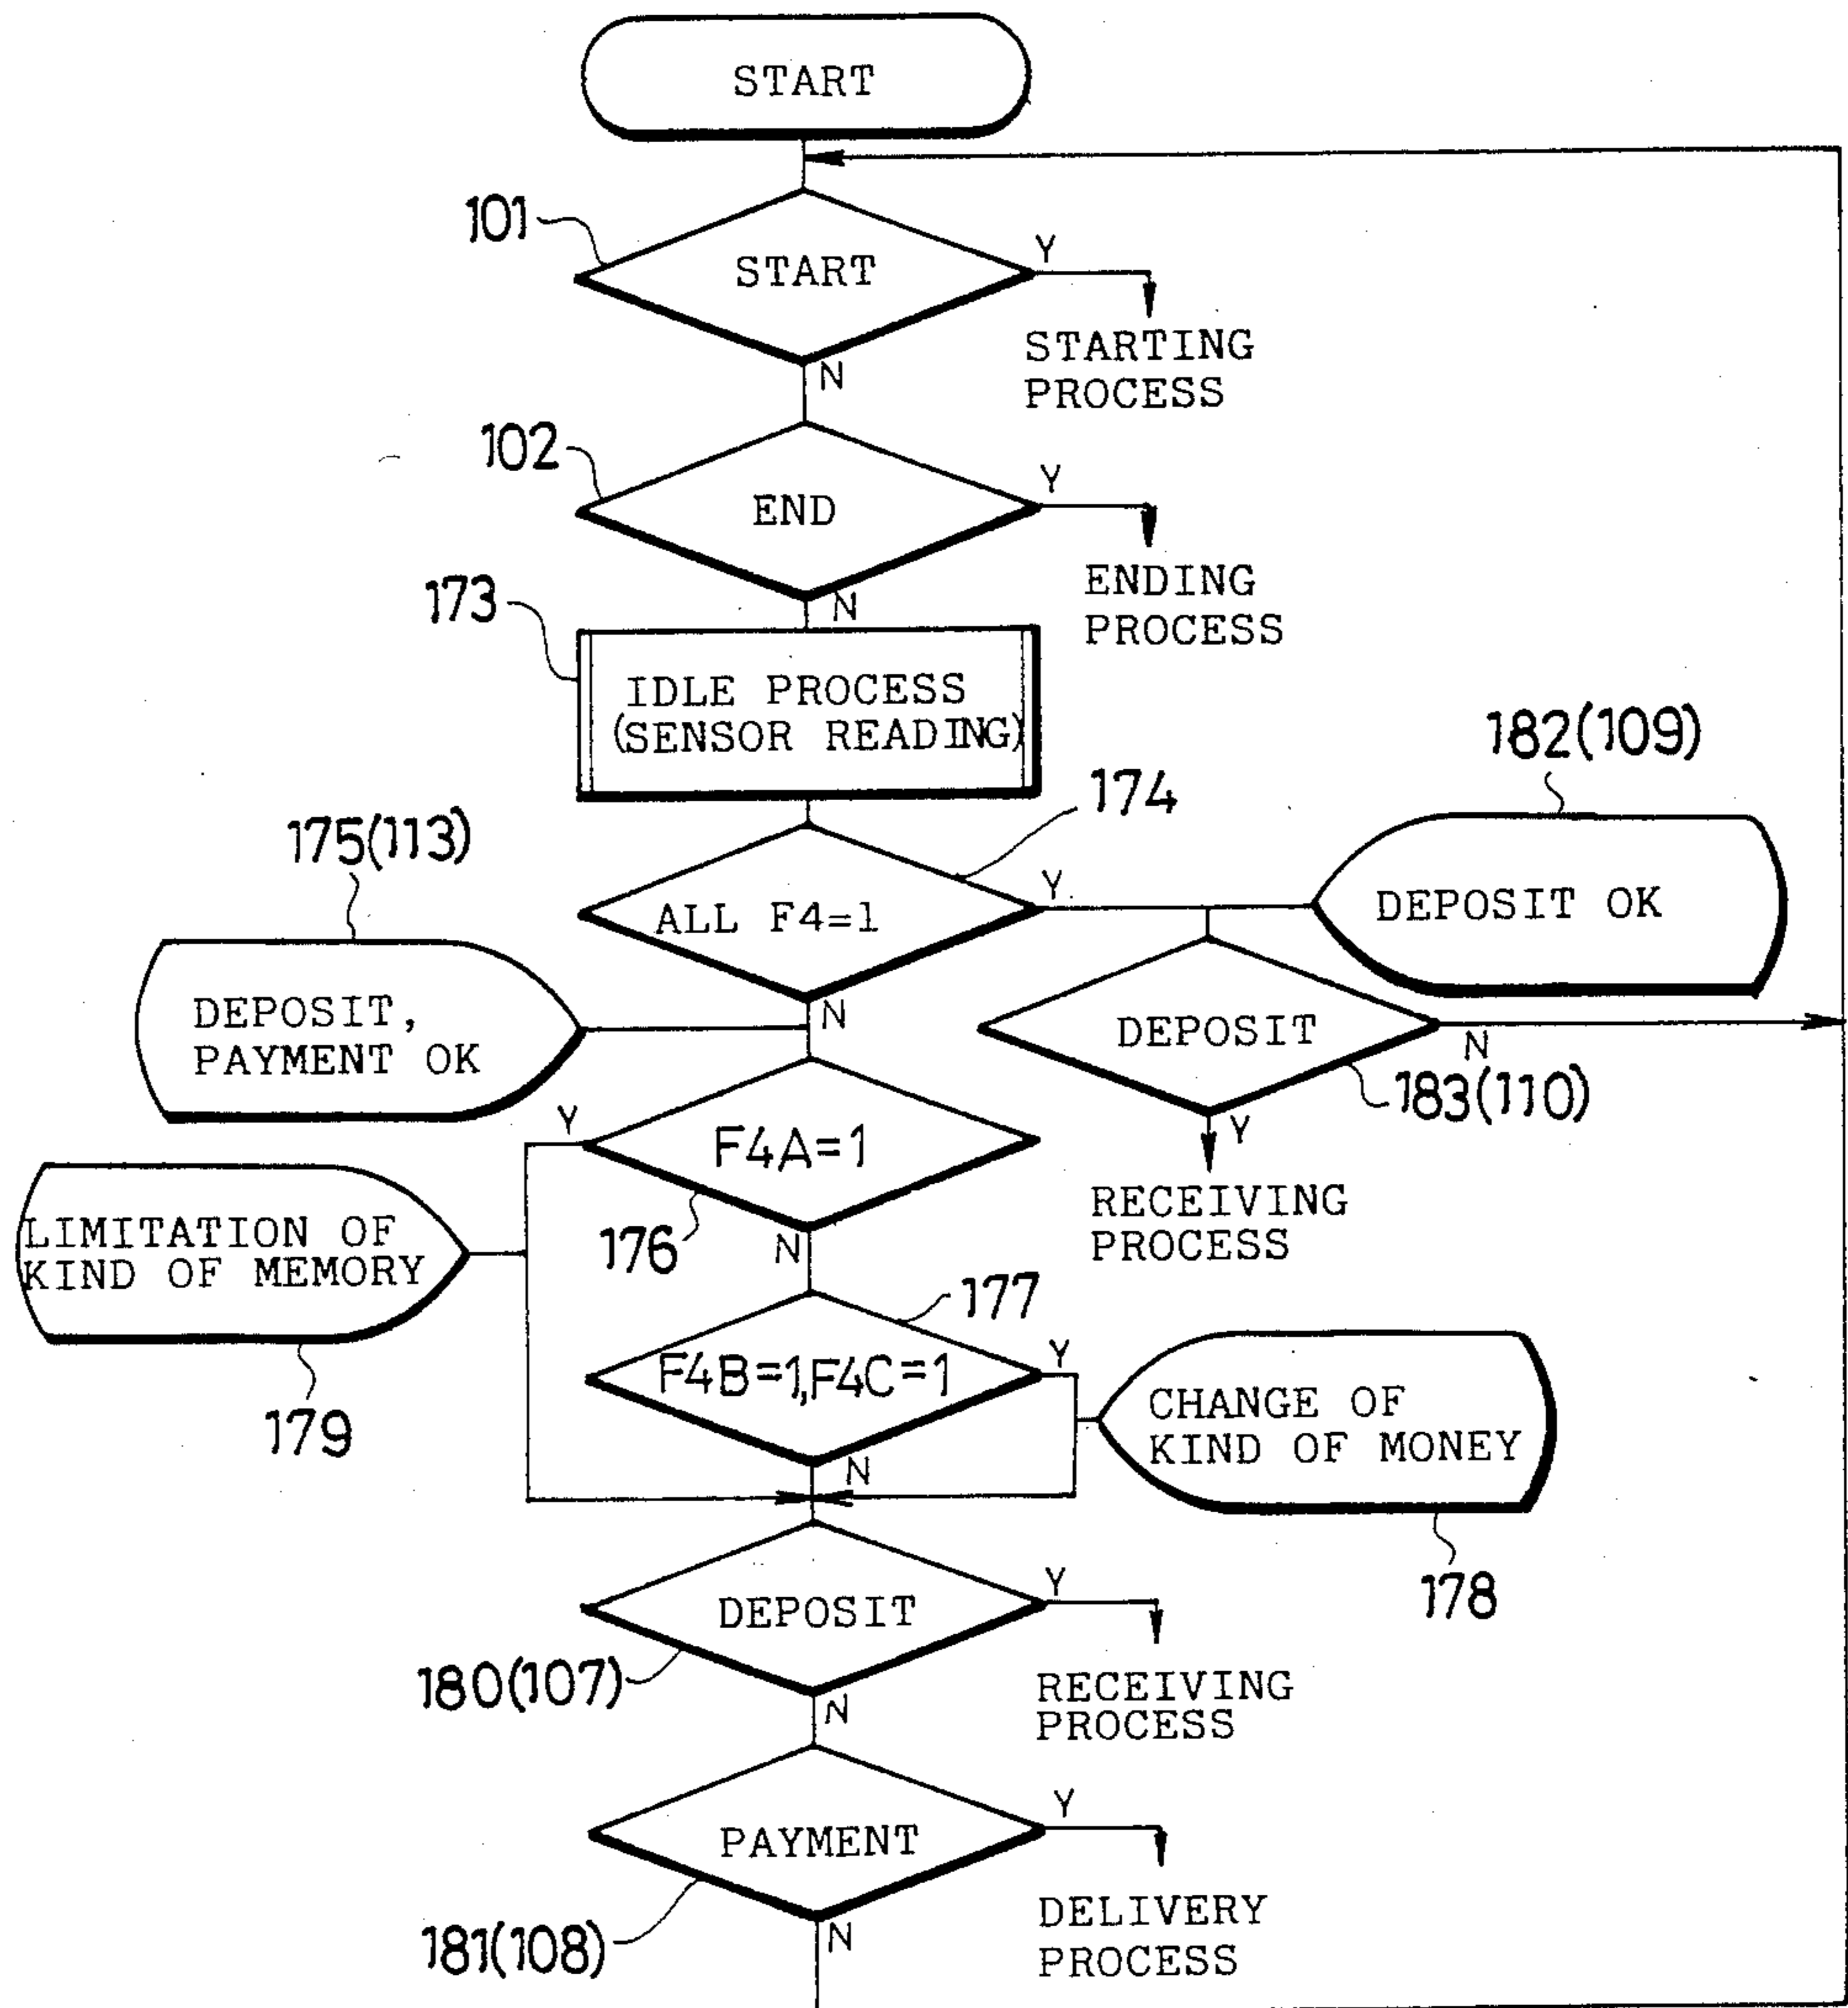 START
101
START
Y
STARTING
PROCESS
N
102
END
Y
ENDING
PROCESS
N
173
IDLE PROCESS
(SENSOR READING)
174
182(109)
175(113)
ALL F4=1
Y
DEPOSIT OK
N
DEPOSIT,
PAYMENT OK
DEPOSIT
N
183(110)
Y
RECEIVING
PROCESS
F4A=1
Y
176
N
LIMITATION OF
KIND OF MEMORY
179
177
F4B=1,F4C=1
Y
N
CHANGE OF
KIND OF MONEY
178
DEPOSIT
Y
180(107)
RECEIVING
PROCESS
N
PAYMENT
Y
181(108)
DELIVERY
PROCESS
N